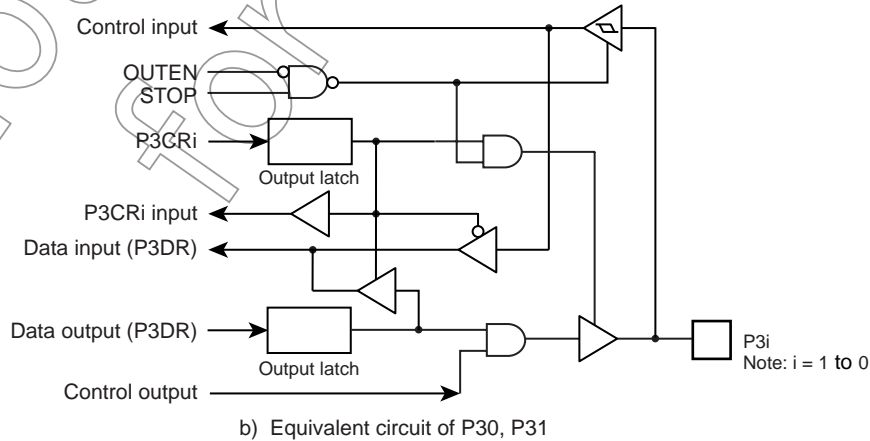 Control input
OUTEN
STOP
P3CRi
Output latch
P3CRi input
Data input (P3DR)
Data output (P3DR)
Output latch
Control output
P3i
Note: i = 1 to 0
b) Equivalent circuit of P30, P31
for